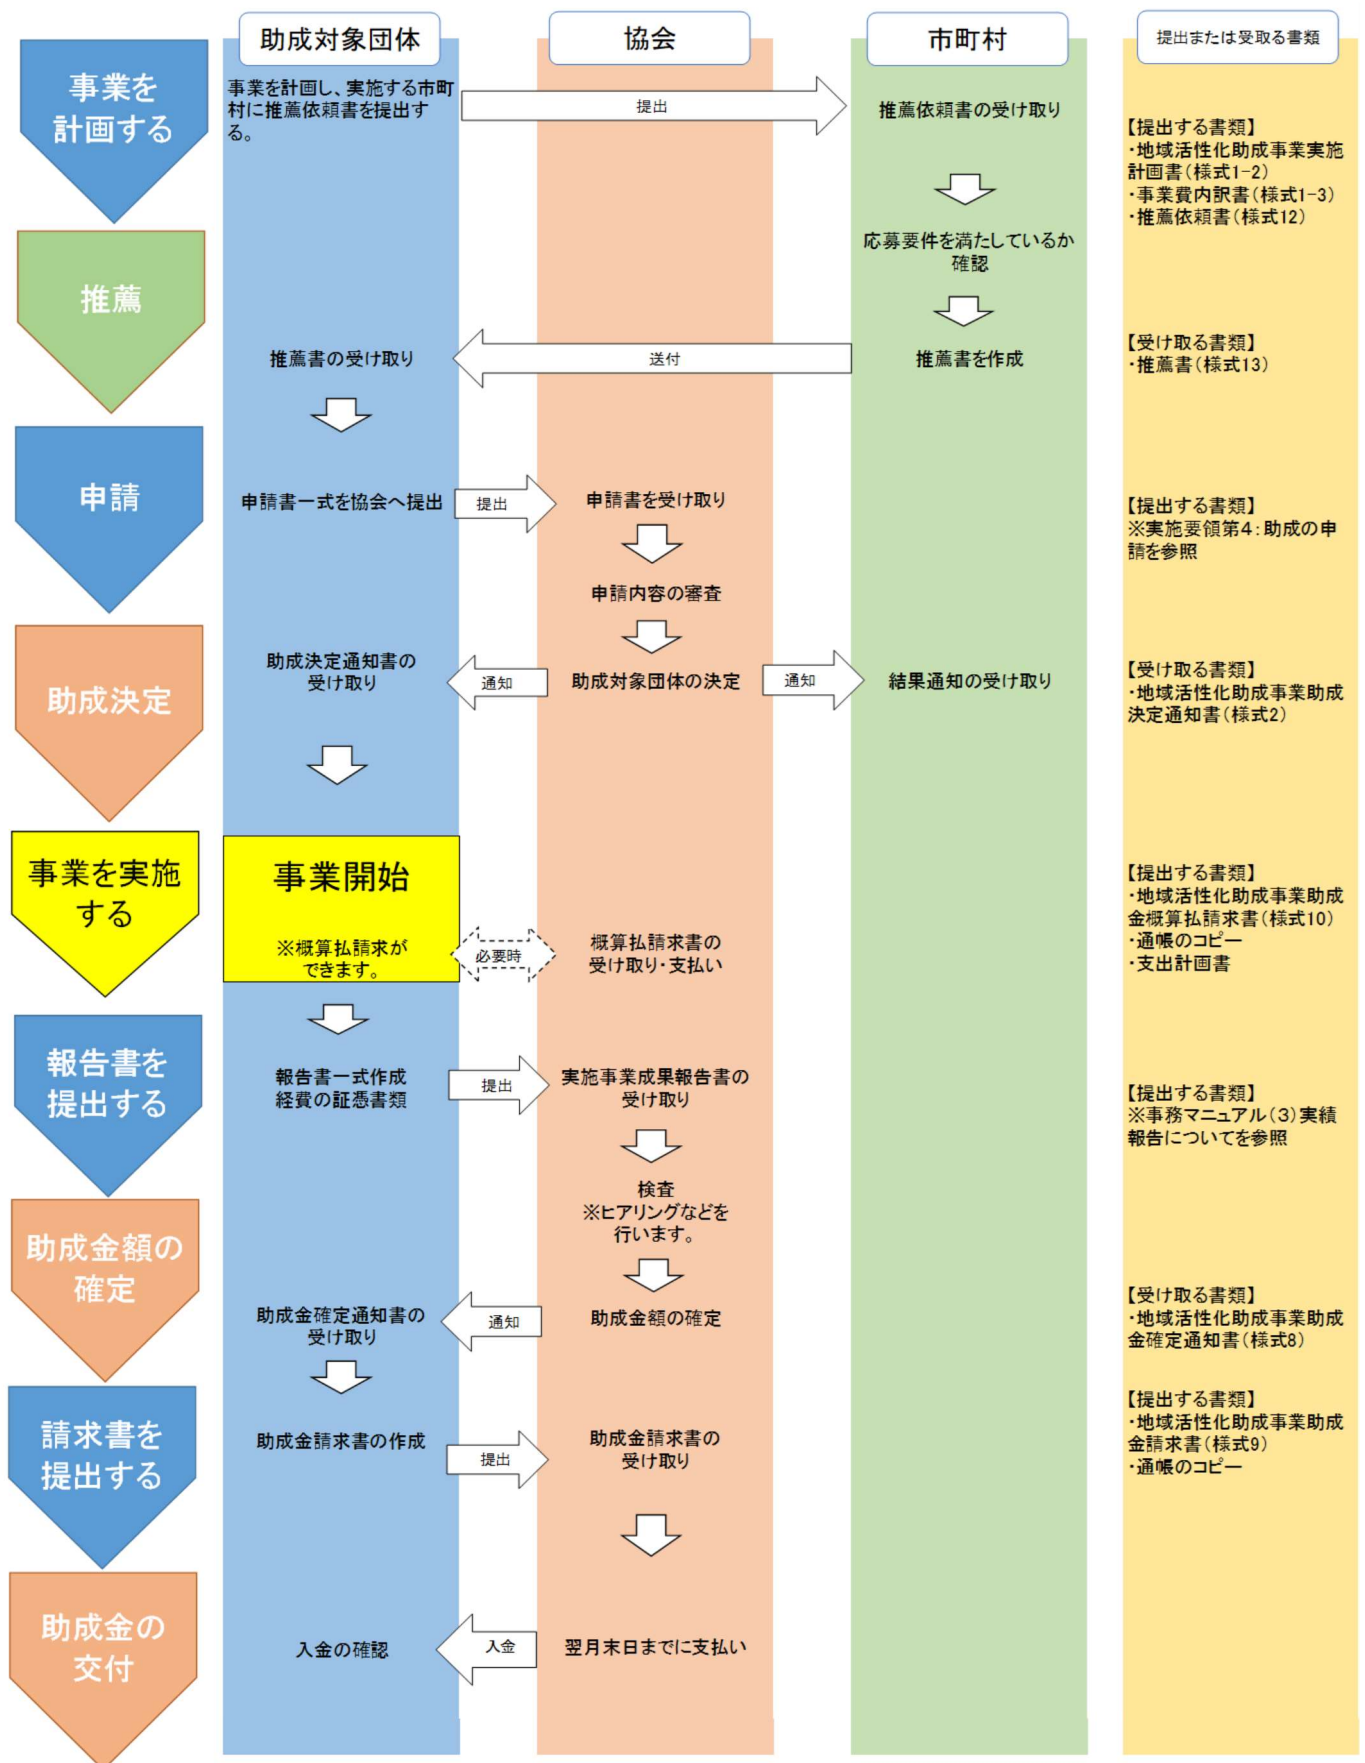 助成対象団体
協会
市町村
提出または受取る書類
事業を
計画する
事業を計画し、実施する市町
村に推薦依頼書を提出す
る。
提出
推薦依頼書の受け取り
【提出する書類】
・地域活性化助成事業実施
計画書(様式1-2)
・事業費内訳書(様式1-3)
・推薦依頼書(様式12)
応募要件を満たしているか
確認
推薦
推薦書の受け取り
送付
推薦書を作成
【受け取る書類】
・推薦書(様式13)
申請
申請書一式を協会へ提出
提出
申請書を受け取り
【提出する書類】
※実施要領第4:助成の申
請を参照
申請内容の審査
助成決定
助成決定通知書の
受け取り
通知
助成対象団体の決定
通知
結果通知の受け取り
【受け取る書類】
・地域活性化助成事業助成
決定通知書(様式2)
事業を実施
する
事業開始
※概算払請求が
できます。
必要時
概算払請求書の
受け取り・支払い
【提出する書類】
・地域活性化助成事業助成
金概算払請求書(様式10)
・通帳のコピー
・支出計画書
報告書を
提出する
報告書一式作成
経費の証憑書類
提出
実施事業成果報告書の
受け取り
【提出する書類】
※事務マニュアル(3)実績
報告についてを参照
検査
※ヒアリングなどを
行います。
助成金額の
確定
助成金確定通知書の
受け取り
通知
助成金額の確定
【受け取る書類】
・地域活性化助成事業助成
金確定通知書(様式8)
請求書を
提出する
助成金請求書の作成
提出
助成金請求書の
受け取り
【提出する書類】
・地域活性化助成事業助成
金請求書(様式9)
・通帳のコピー
助成金の
交付
入金の確認
入金
翌月末日までに支払い